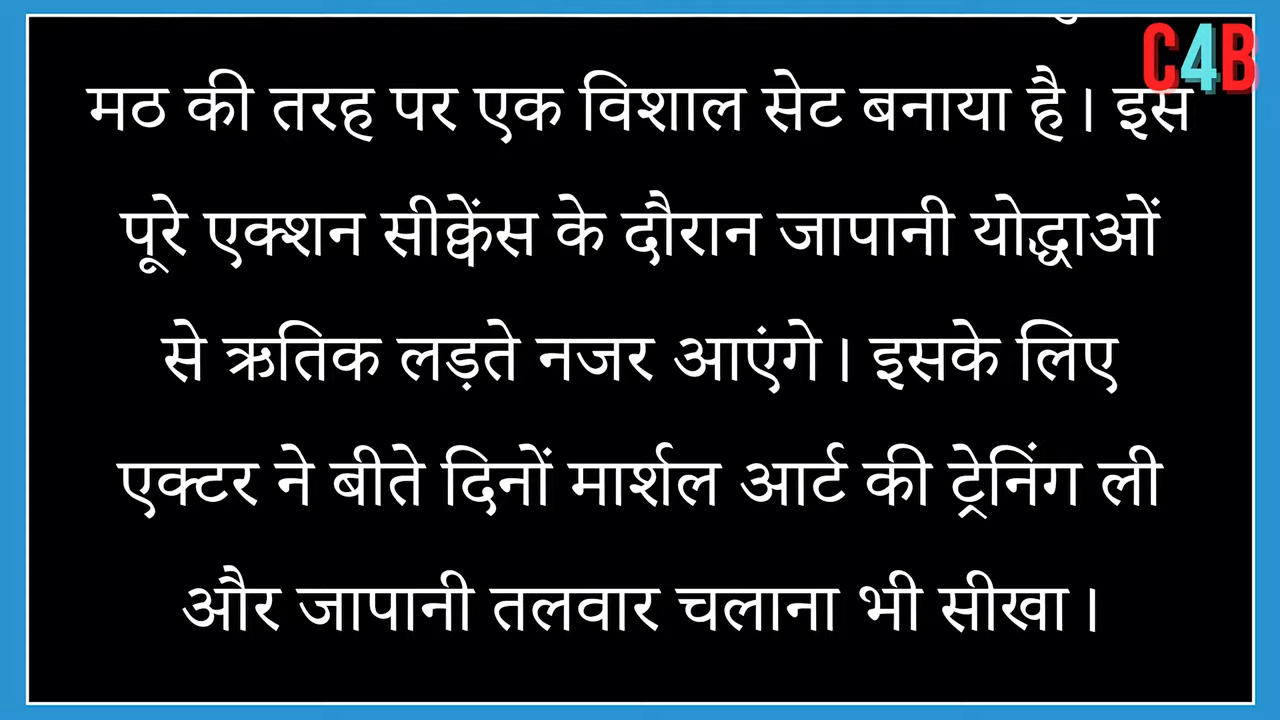 C4B
मठ की तरह पर एक विशाल सेट बनाया है। इस
पूरे एक्शन सीक्वेंस के दौरान जापानी योद्धाओं
से ऋतिक लड़ते नजर आएंगे। इसके लिए
एक्टर ने बीते दिनों मार्शल आर्ट की ट्रेनिंग ली
और जापानी तलवार चलाना भी सीखा।